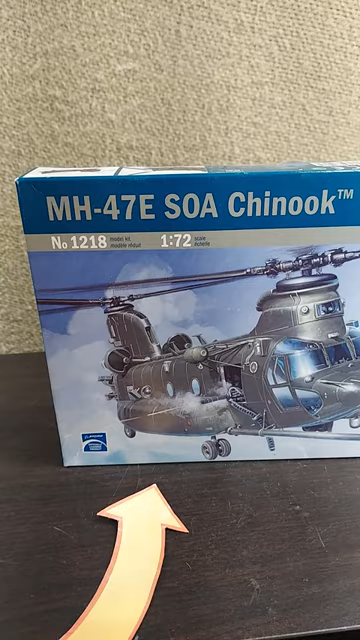 MH-47E SOA Chinook™
No 1218 model kit 1:72 scale
modèle réduit échelle